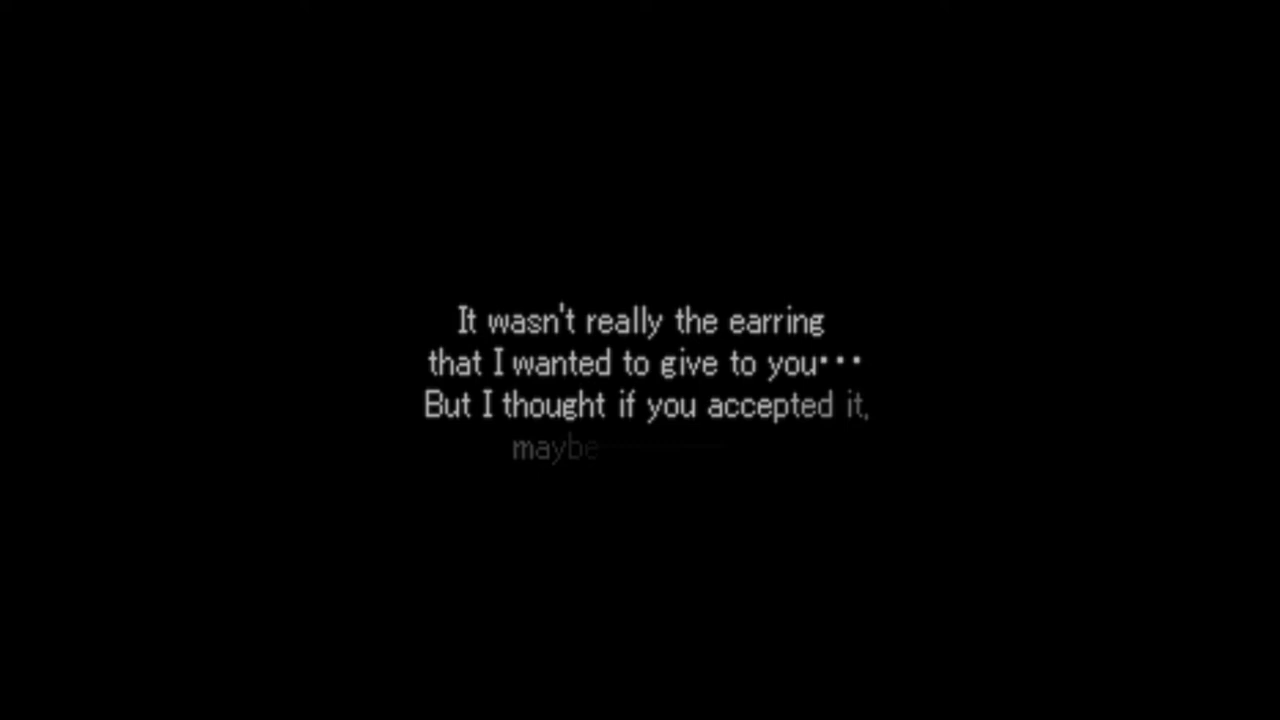 It wasn't really the earring
that I wanted to give to you・・・
But I thought if you accepted it,
maybe